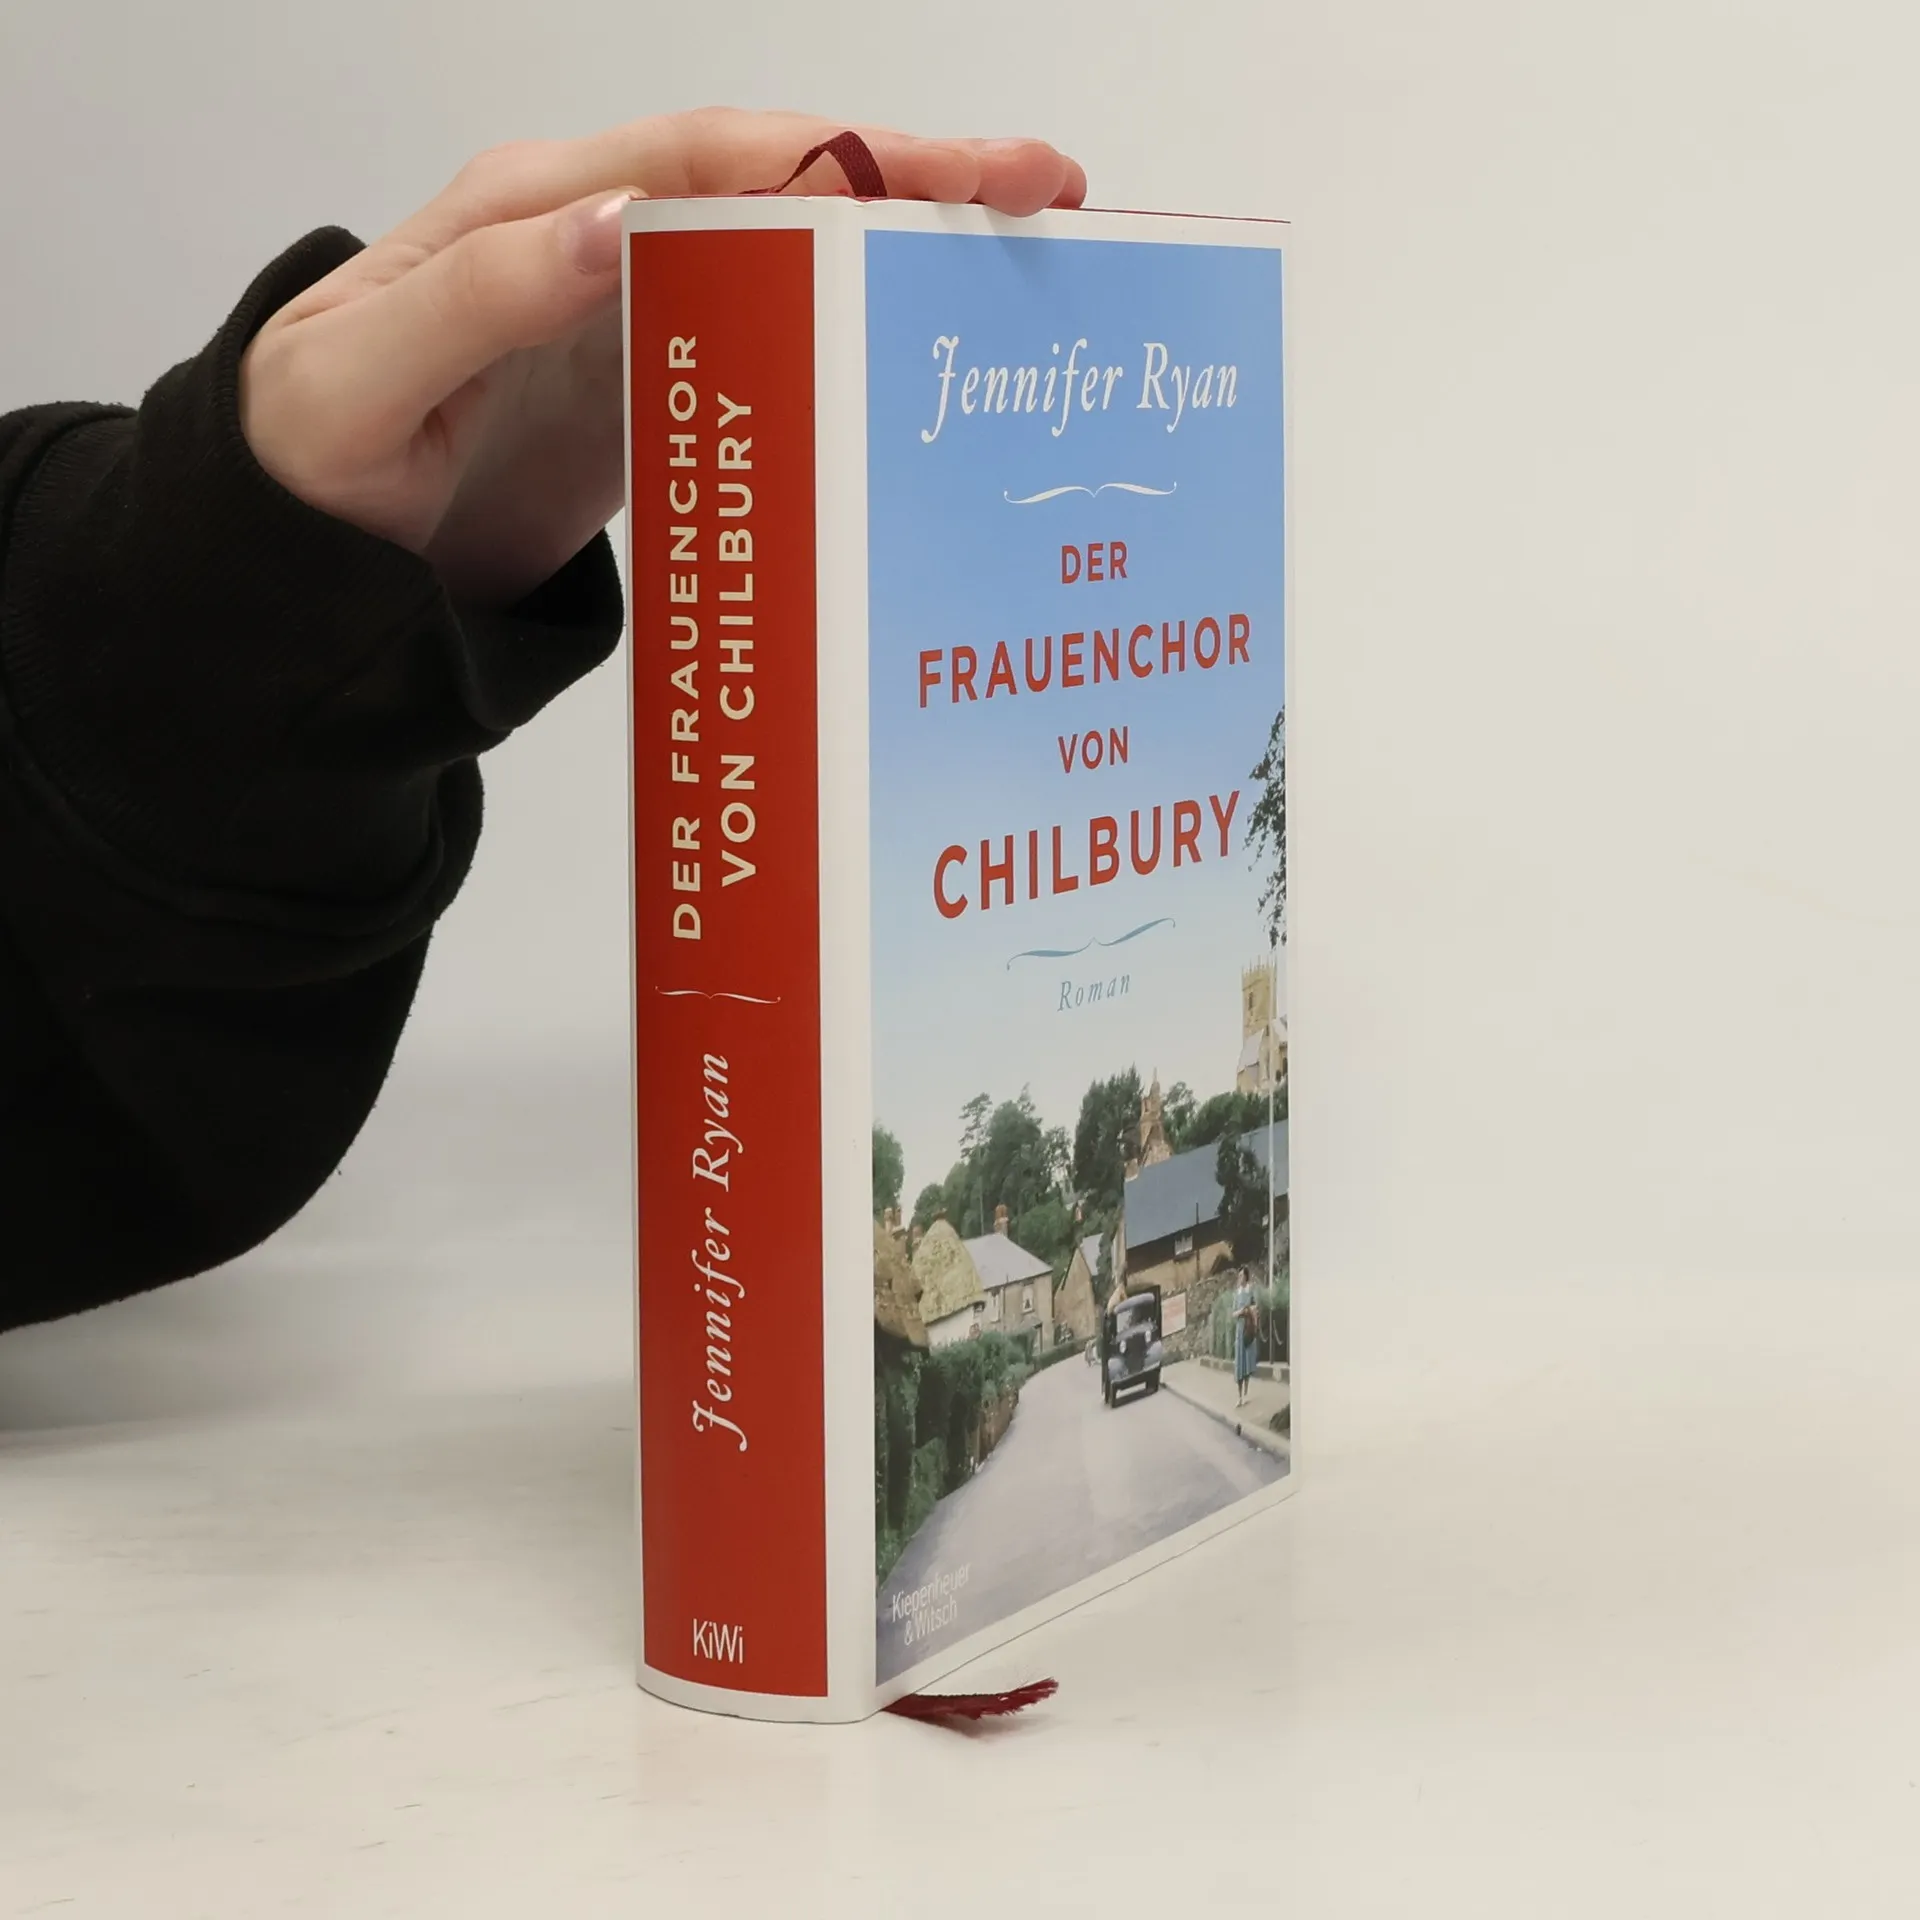 DER FRAUENCHOR
VON CHILBURY
Jennifer Ryan
KiWi
Jennifer Ryan
DER
FRAUENCHOR
VON
CHILBURY
Roman
Kiepenheuer
& Witsch